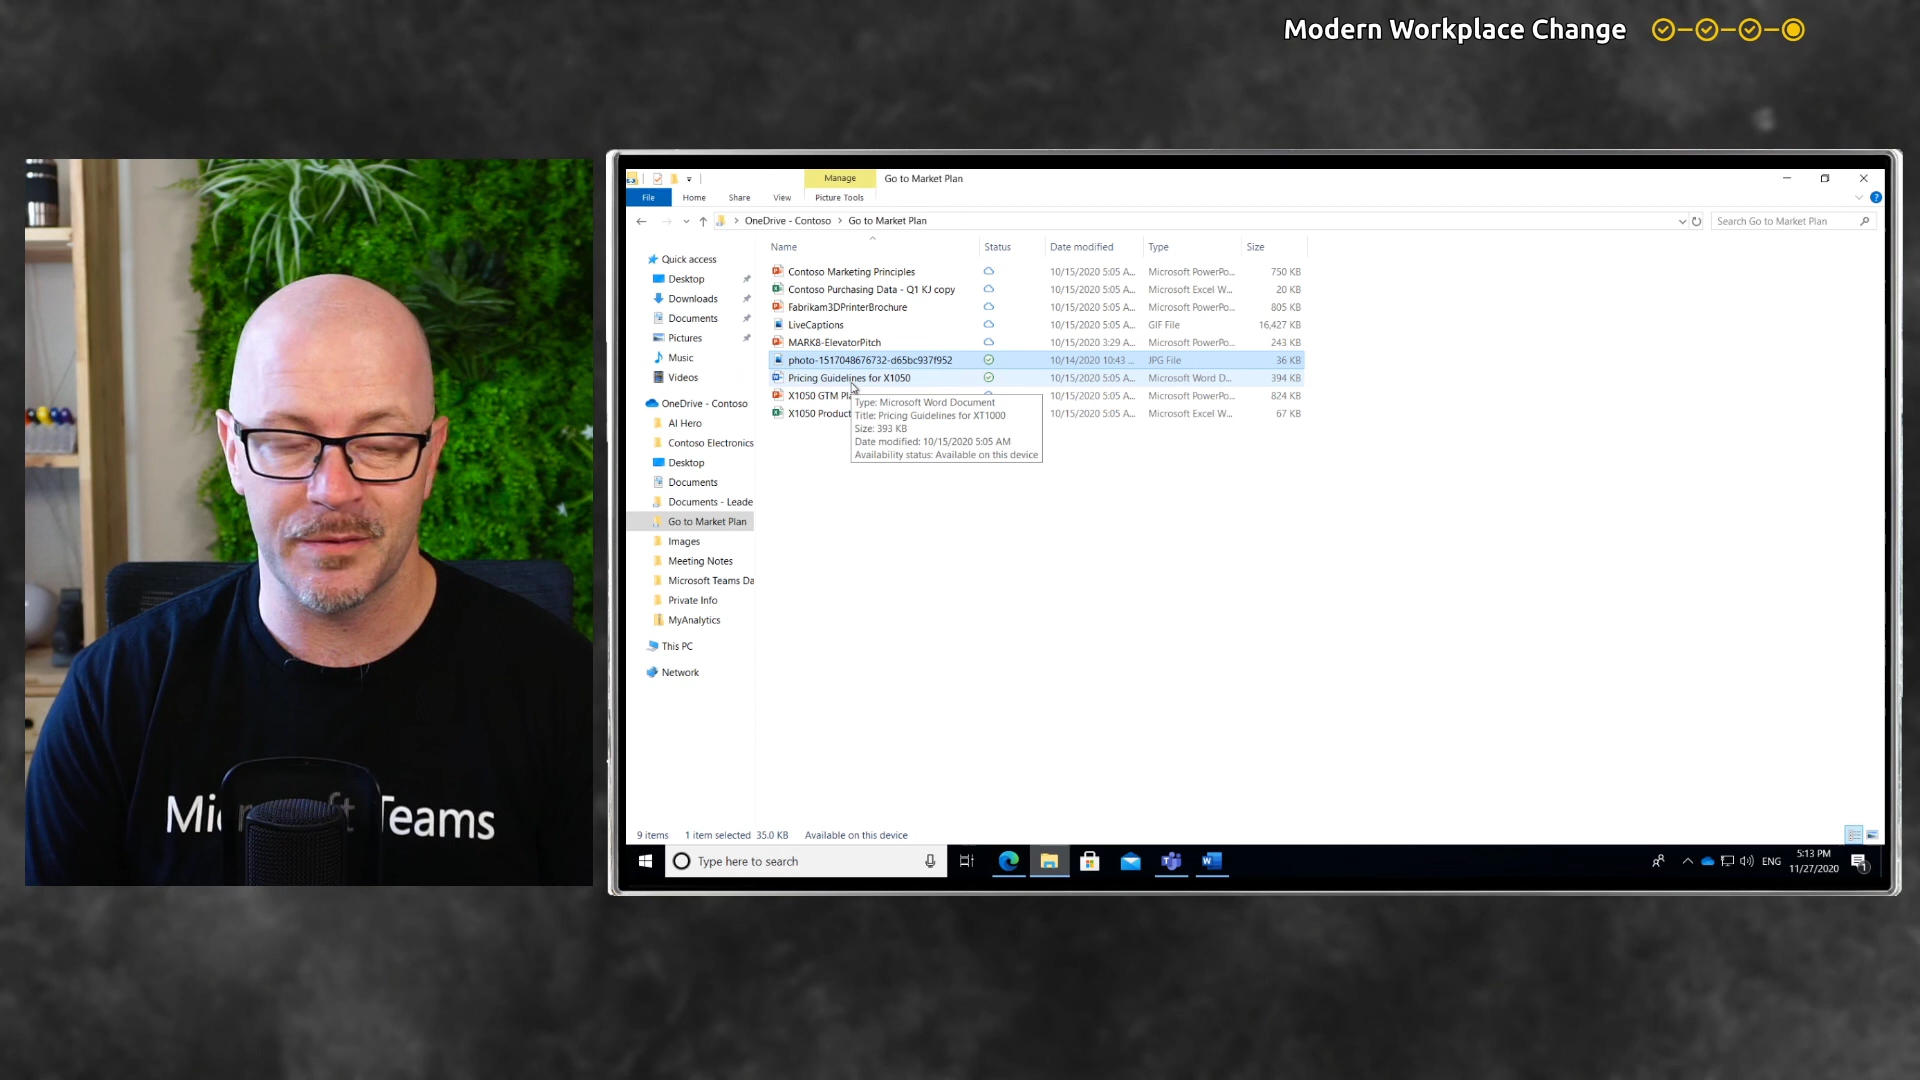 Modern Workplace Change
Manage
Go to Market Plan
File
Home
Share
View
Picture Tools
OneDrive - Contoso
Go to Market Plan
Search Go to Market Plan
Name
Status
Date modified
Type
Size
Quick access
Desktop
Downloads
Documents
Pictures
Music
Videos
OneDrive - Contoso
AI Hero
Contoso Electronics
Desktop
Documents
Documents - Leade
Go to Market Plan
Images
Meeting Notes
Microsoft Teams Da
Private Info
MyAnalytics
This PC
Network
Contoso Marketing Principles 10/15/2020 5:05 A... Microsoft PowerPo... 750 KB
Contoso Purchasing Data - Q1 KJ copy 10/15/2020 5:05 A... Microsoft Excel W... 20 KB
Fabrikam3DPrinterBrochure 10/15/2020 5:05 A... Microsoft PowerPo... 805 KB
LiveCaptions 10/15/2020 5:05 A... GIF File 16,427 KB
MARK8-ElevatorPitch 10/15/2020 3:29 A... Microsoft PowerPo... 243 KB
photo-1517048676732-d65bc937f952 10/14/2020 10:43 ... JPG File 36 KB
Pricing Guidelines for X1050 10/15/2020 5:05 A... Microsoft Word D... 394 KB
X1050 GTM Pla 10/15/2020 5:05 A... Microsoft PowerPo... 824 KB
X1050 Product 10/15/2020 5:05 A... Microsoft Excel W... 67 KB
Type: Microsoft Word Document
Title: Pricing Guidelines for XT1000
Size: 393 KB
Date modified: 10/15/2020 5:05 AM
Availability status: Available on this device
9 items
1 item selected 35.0 KB
Available on this device
Type here to search
ENG
5:13 PM
11/27/2020
1
Microsoft Teams